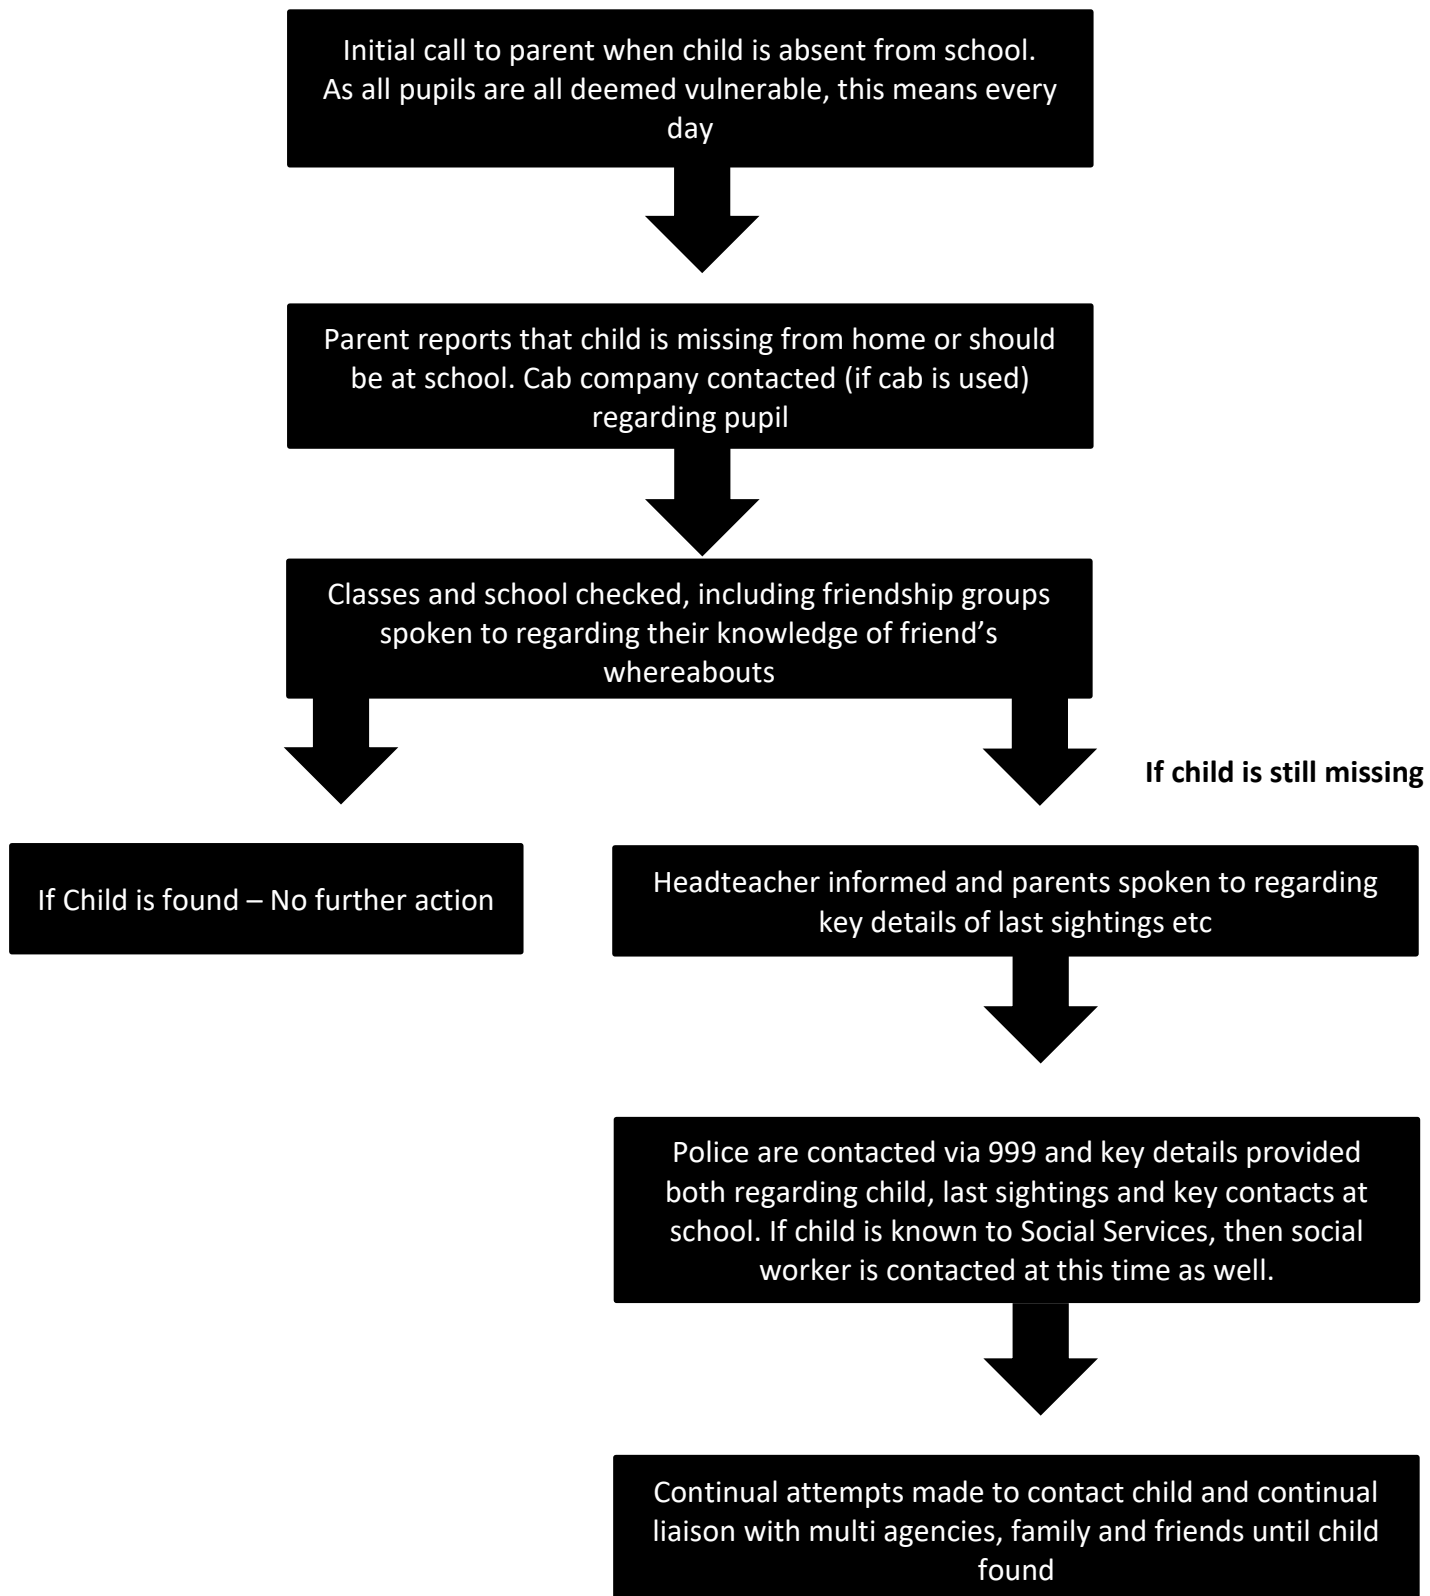 Initial call to parent when child is absent from school.
As all pupils are all deemed vulnerable, this means every
day
Parent reports that child is missing from home or should
be at school. Cab company contacted (if cab is used)
regarding pupil
Classes and school checked, including friendship groups
spoken to regarding their knowledge of friend’s
whereabouts
If child is still missing
If Child is found – No further action
Headteacher informed and parents spoken to regarding
key details of last sightings etc
Police are contacted via 999 and key details provided
both regarding child, last sightings and key contacts at
school. If child is known to Social Services, then social
worker is contacted at this time as well.
Continual attempts made to contact child and continual
liaison with multi agencies, family and friends until child
found